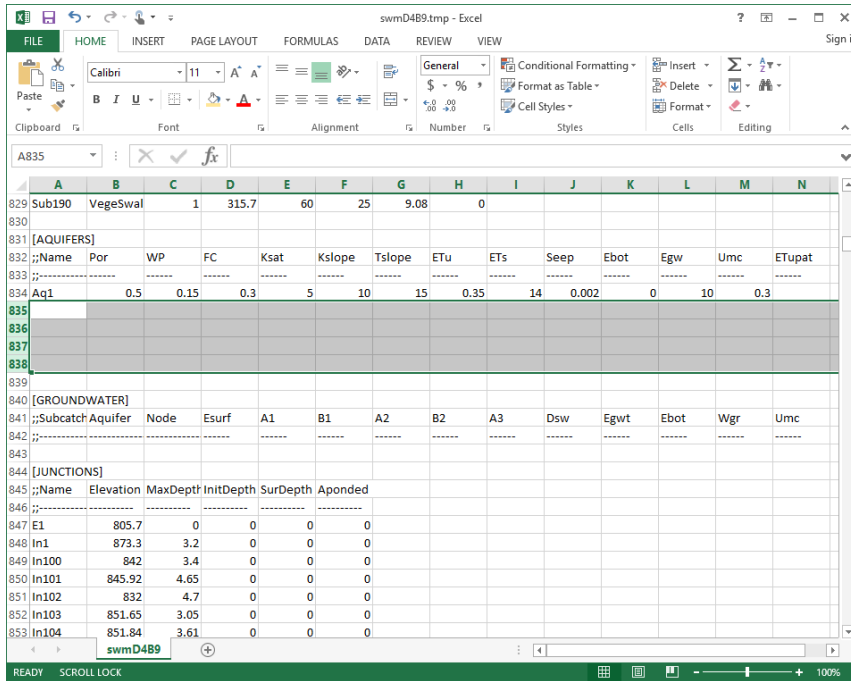 swmD4B9.tmp - Excel
FILE HOME INSERT PAGE LAYOUT FORMULAS DATA REVIEW VIEW Sign i
Paste Calibri 11 A A B I U General $ % , .0 .00 .00 .0 Conditional Formatting Format as Table Cell Styles Insert Delete Format
Clipboard Font Alignment Number Styles Cells Editing
A835 fx
A B C D E F G H I J K L M N
829 Sub190 VegeSwal 1 315.7 60 25 9.08 0
830
831 [AQUIFERS]
832 ;;Name Por WP FC Ksat Kslope Tslope ETu ETs Seep Ebot Egw Umc ETupat
833 ;;----------- ------ ------ ------ ------ ------ ------ ------ ------ ------ ------ ------ ------ ------
834 Aq1 0.5 0.15 0.3 5 10 15 0.35 14 0.002 0 10 0.3
835
836
837
838
839
840 [GROUNDWATER]
841 ;;Subcatch Aquifer Node Esurf A1 B1 A2 B2 A3 Dsw Egwt Ebot Wgr Umc
842 ;;----------- ------------ ------------ ------ ------ ------ ------ ------ ------ ------ ------ ------ ------ ------
843
844 [JUNCTIONS]
845 ;;Name Elevation MaxDepth InitDepth SurDepth Aponded
846 ;;----------- ---------- ---------- ---------- ---------- ----------
847 E1 805.7 0 0 0 0
848 In1 873.3 3.2 0 0 0
849 In100 842 3.4 0 0 0
850 In101 845.92 4.65 0 0 0
851 In102 832 4.7 0 0 0
852 In103 851.65 3.05 0 0 0
853 In104 851.84 3.61 0 0 0
swmD4B9
READY SCROLL LOCK 100%